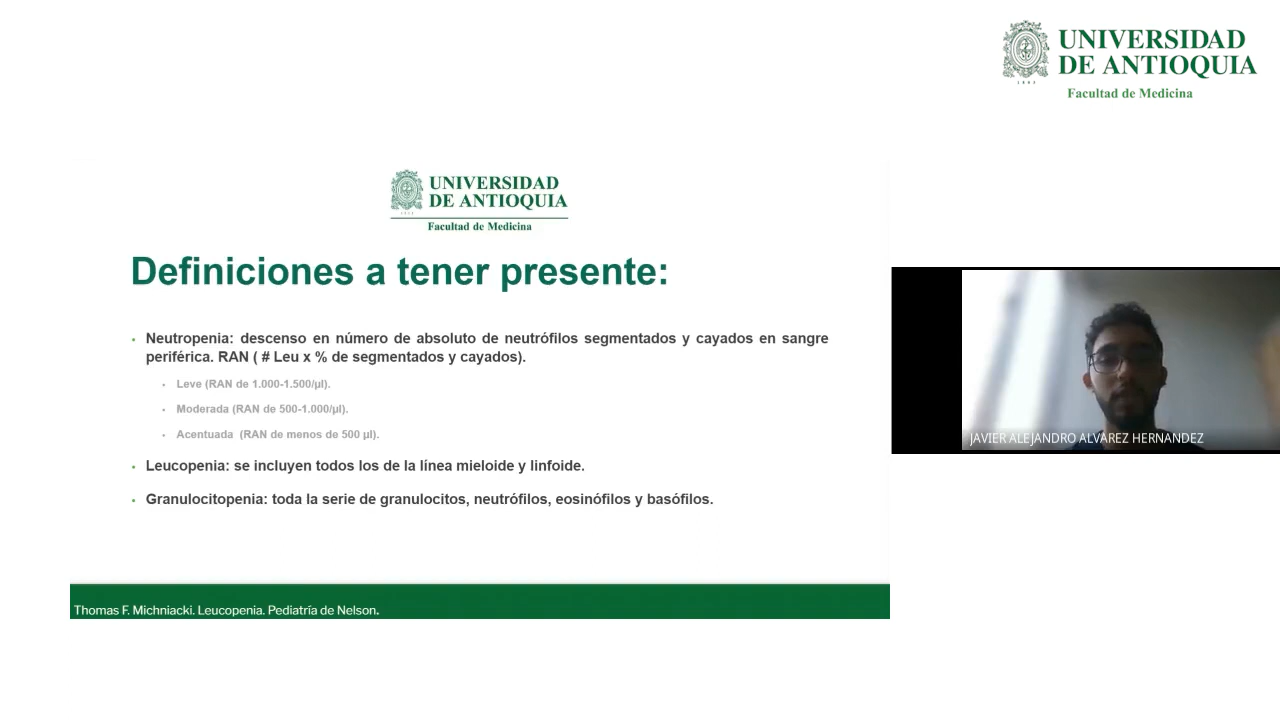 UNIVERSIDAD
DE ANTIOQUIA
1803
Facultad de Medicina
UNIVERSIDAD
DE ANTIOQUIA
Facultad de Medicina
Definiciones a tener presente:
• Neutropenia: descenso en número de absoluto de neutrófilos segmentados y cayados en sangre
periférica. RAN ( # Leu x % de segmentados y cayados).
• Leve (RAN de 1.000-1.500/µl).
• Moderada (RAN de 500-1.000/µl).
• Acentuada (RAN de menos de 500 µl).
• Leucopenia: se incluyen todos los de la línea mieloide y linfoide.
• Granulocitopenia: toda la serie de granulocitos, neutrófilos, eosinófilos y basófilos.
Thomas F. Michniacki. Leucopenia. Pediatría de Nelson.
JAVIER ALEJANDRO ALVAREZ HERNANDEZ